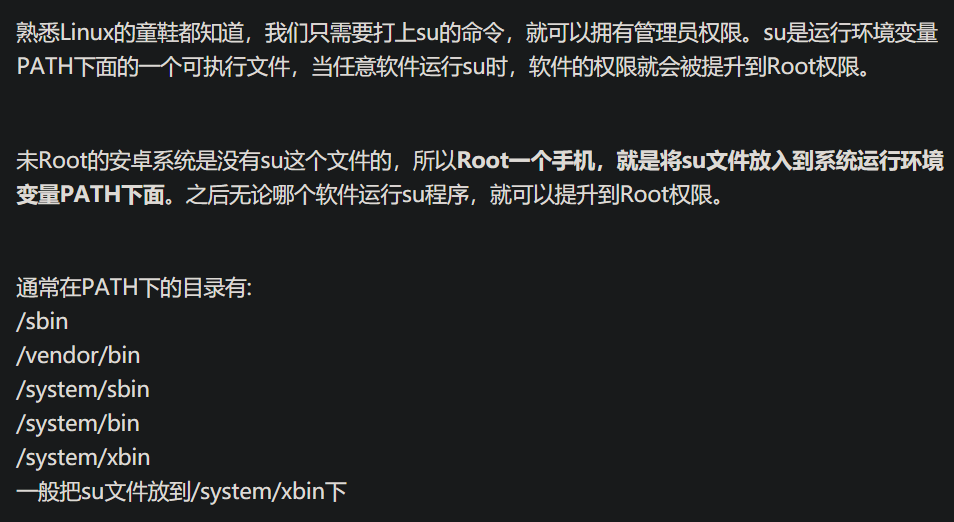 熟悉Linux的童鞋都知道，我们只需要打上su的命令，就可以拥有管理员权限。su是运行环境变量
PATH下面的一个可执行文件，当任意软件运行su时，软件的权限就会被提升到Root权限。
未Root的安卓系统是没有su这个文件的，所以Root一个手机，就是将su文件放入到系统运行环境
变量PATH下面。之后无论哪个软件运行su程序，就可以提升到Root权限。
通常在PATH下的目录有:
/sbin
/vendor/bin
/system/sbin
/system/bin
/system/xbin
一般把su文件放到/system/xbin下